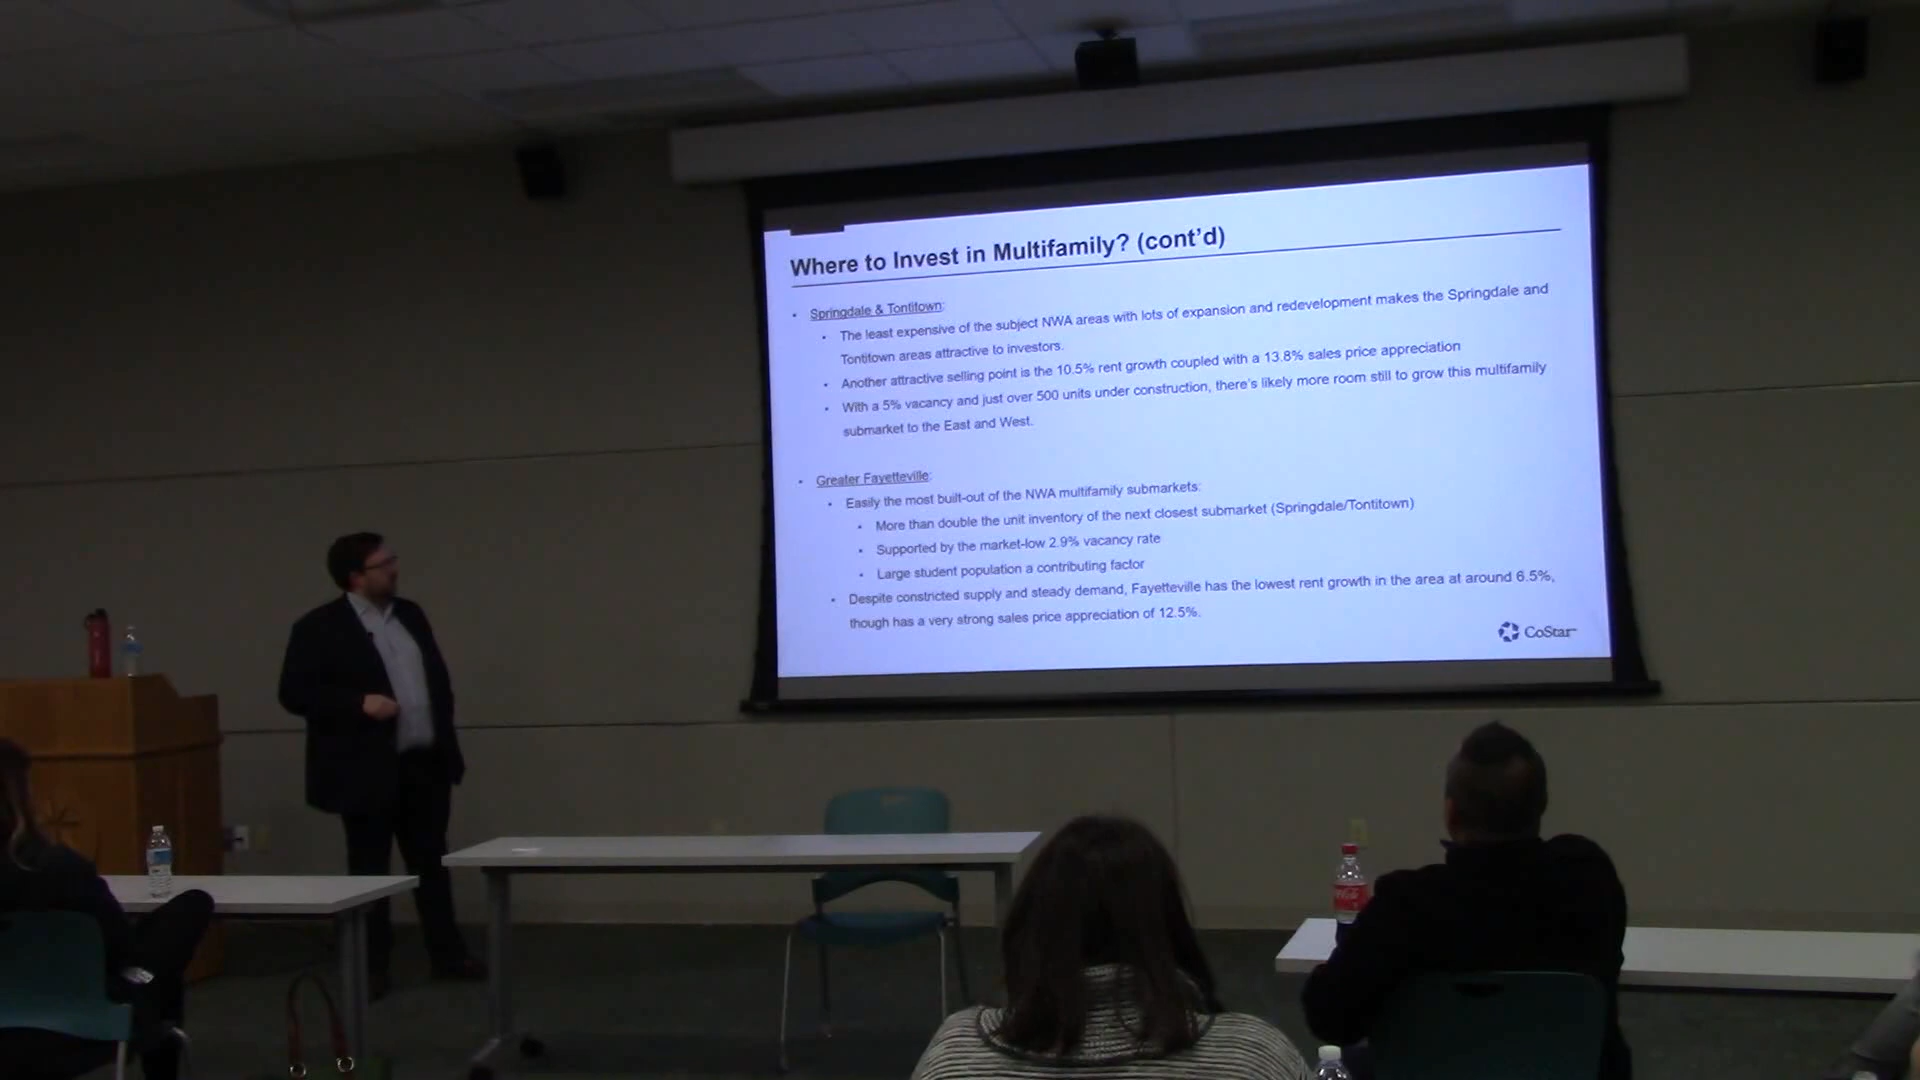 Where to Invest in Multifamily? (cont'd)
• Springdale & Tontitown:
• The least expensive of the subject NWA areas with lots of expansion and redevelopment makes the Springdale and
Tontitown areas attractive to investors.
• Another attractive selling point is the 10.5% rent growth coupled with a 13.8% sales price appreciation
• With a 5% vacancy and just over 500 units under construction, there's likely more room still to grow this multifamily
submarket to the East and West.
• Greater Fayetteville:
• Easily the most built-out of the NWA multifamily submarkets:
• More than double the unit inventory of the next closest submarket (Springdale/Tontitown)
• Supported by the market-low 2.9% vacancy rate
• Large student population a contributing factor
• Despite constricted supply and steady demand, Fayetteville has the lowest rent growth in the area at around 6.5%,
though has a very strong sales price appreciation of 12.5%.
CoStar™